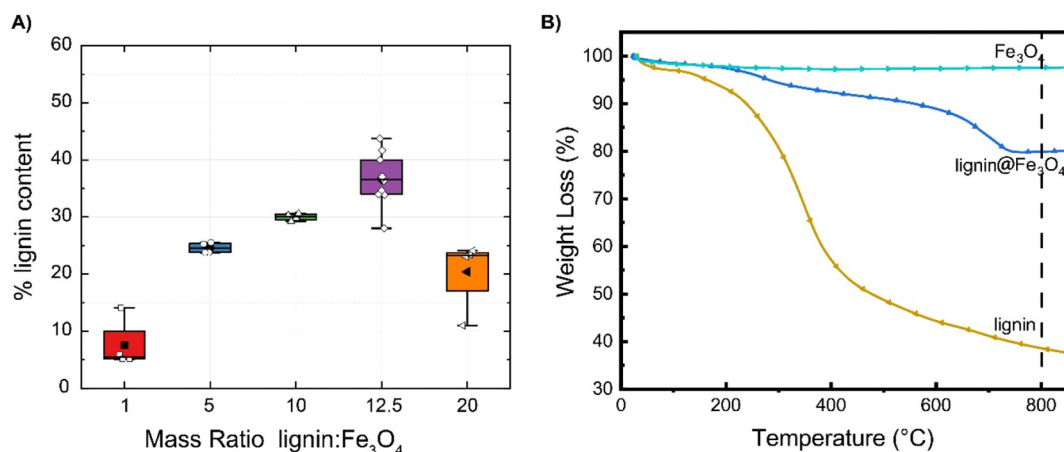 A)
60
50
40
30
20
10
0
% lignin content
1 5 10 12.5 20
Mass Ratio lignin:Fe₃O₄
B)
100
90
80
70
60
50
40
30
Weight Loss (%)
Fe₃O₄
lignin@Fe₃O₄
lignin
0 200 400 600 800
Temperature (°C)